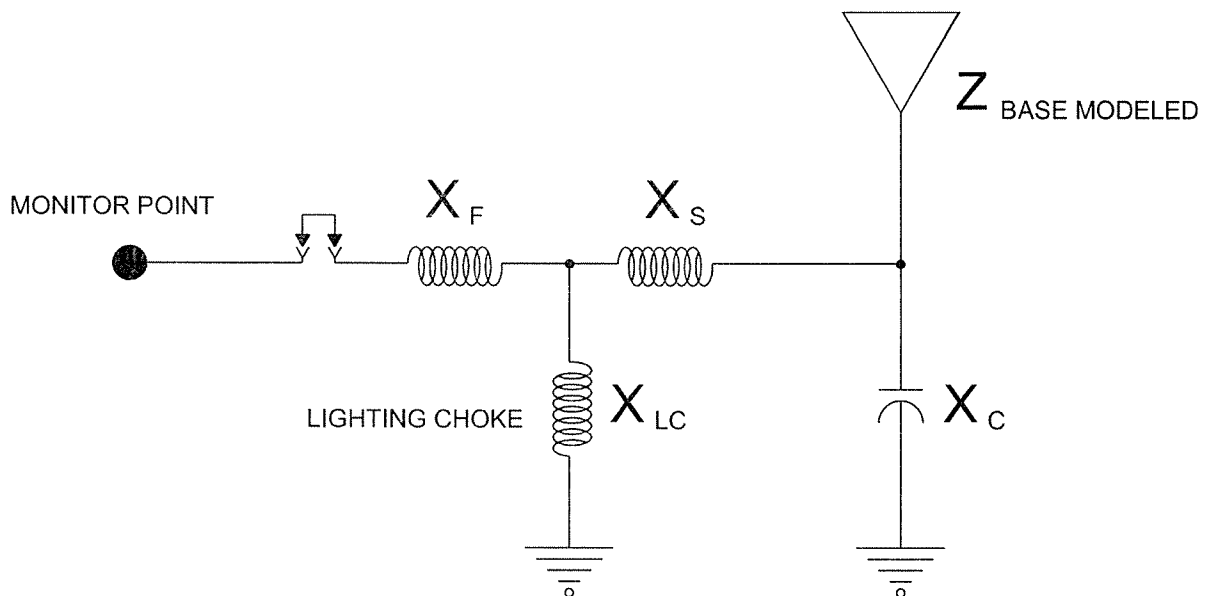 Z BASE MODELED
MONITOR POINT
X F
X S
LIGHTING CHOKE
X LC
X C